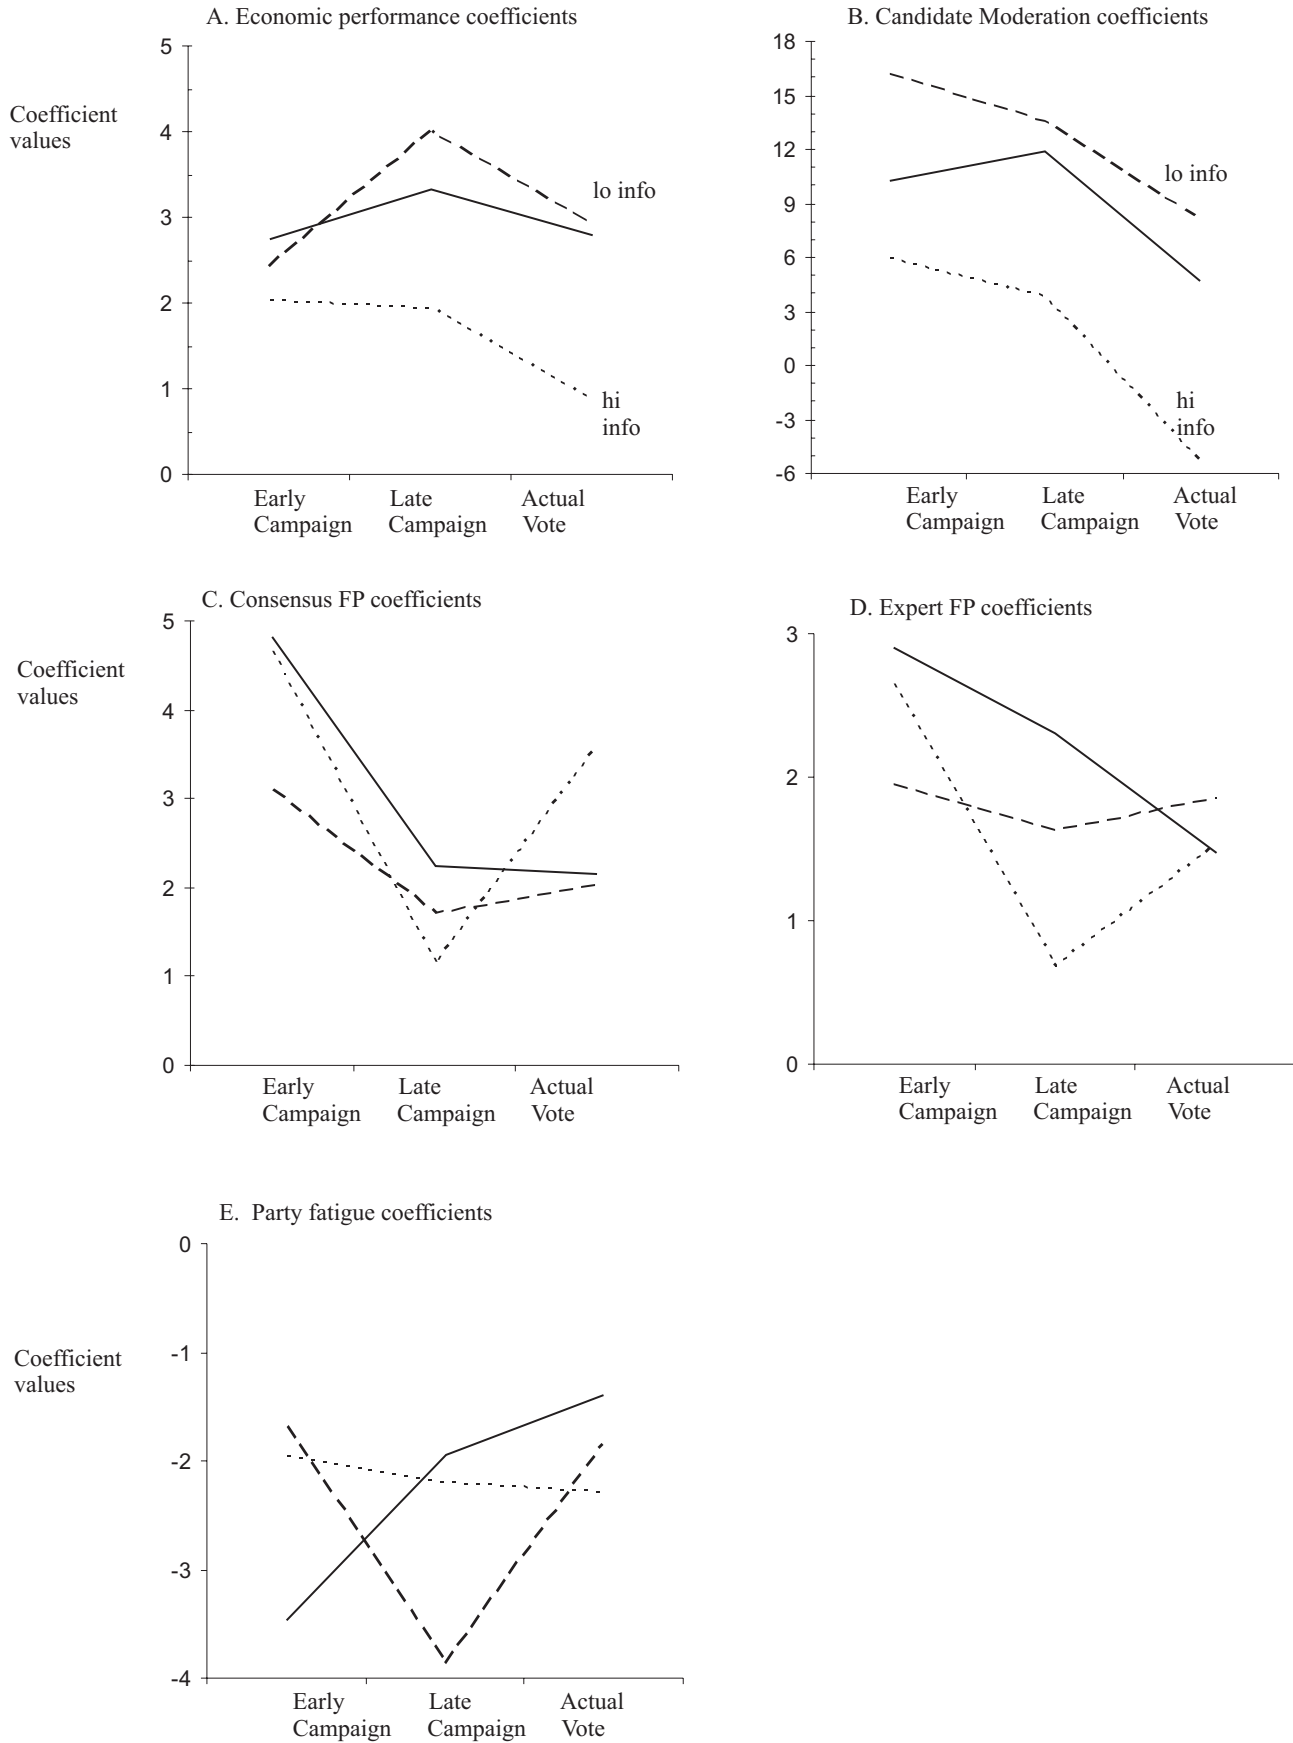 A. Economic performance coefficients
5
4
3
2
1
0
Coefficient
values
lo info
hi
info
Early
Campaign
Late
Campaign
Actual
Vote
B. Candidate Moderation coefficients
18
15
12
9
6
3
0
-3
-6
lo info
hi
info
Early
Campaign
Late
Campaign
Actual
Vote
C. Consensus FP coefficients
5
4
3
2
1
0
Coefficient
values
Early
Campaign
Late
Campaign
Actual
Vote
D. Expert FP coefficients
3
2
1
0
Early
Campaign
Late
Campaign
Actual
Vote
E. Party fatigue coefficients
0
-1
-2
-3
-4
Coefficient
values
Early
Campaign
Late
Campaign
Actual
Vote